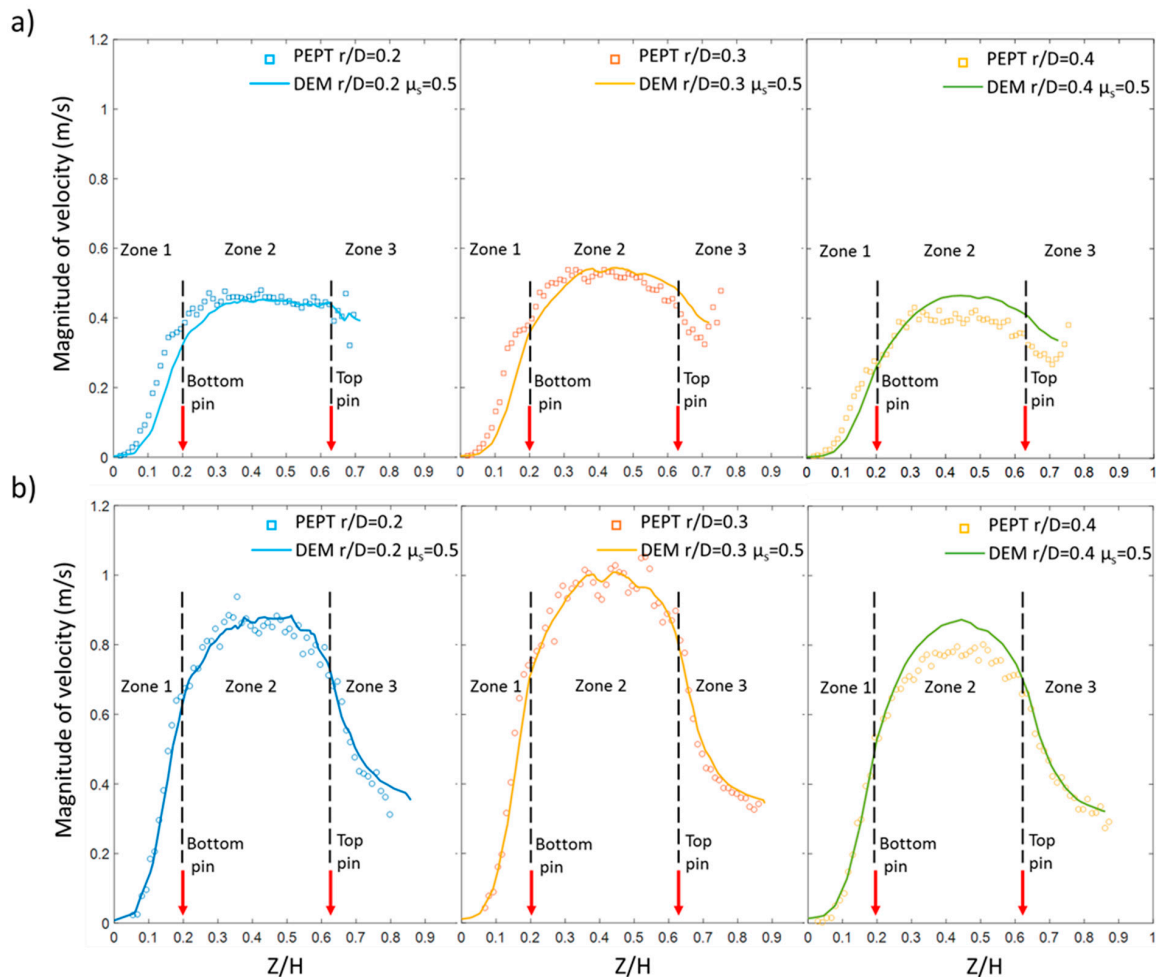 a)
Magnitude of velocity (m/s)
1.2
1
0.8
0.6
0.4
0.2
0
PEPT r/D=0.2
DEM r/D=0.2 μs=0.5
Zone 1
Zone 2
Zone 3
Bottom
pin
Top
pin
0 0.1 0.2 0.3 0.4 0.5 0.6 0.7 0.8 0.9
PEPT r/D=0.3
DEM r/D=0.3 μs=0.5
Zone 1
Zone 2
Zone 3
Bottom
pin
Top
pin
0 0.1 0.2 0.3 0.4 0.5 0.6 0.7 0.8 0.9
PEPT r/D=0.4
DEM r/D=0.4 μs=0.5
Zone 1
Zone 2
Zone 3
Bottom
pin
Top
pin
0 0.1 0.2 0.3 0.4 0.5 0.6 0.7 0.8 0.9 1
b)
Magnitude of velocity (m/s)
1.2
1
0.8
0.6
0.4
0.2
0
PEPT r/D=0.2
DEM r/D=0.2 μs=0.5
Zone 1
Zone 2
Zone 3
Bottom
pin
Top
pin
0 0.1 0.2 0.3 0.4 0.5 0.6 0.7 0.8 0.9
Z/H
PEPT r/D=0.3
DEM r/D=0.3 μs=0.5
Zone 1
Zone 2
Zone 3
Bottom
pin
Top
pin
0 0.1 0.2 0.3 0.4 0.5 0.6 0.7 0.8 0.9
Z/H
PEPT r/D=0.4
DEM r/D=0.4 μs=0.5
Zone 1
Zone 2
Zone 3
Bottom
pin
Top
pin
0 0.1 0.2 0.3 0.4 0.5 0.6 0.7 0.8 0.9 1
Z/H